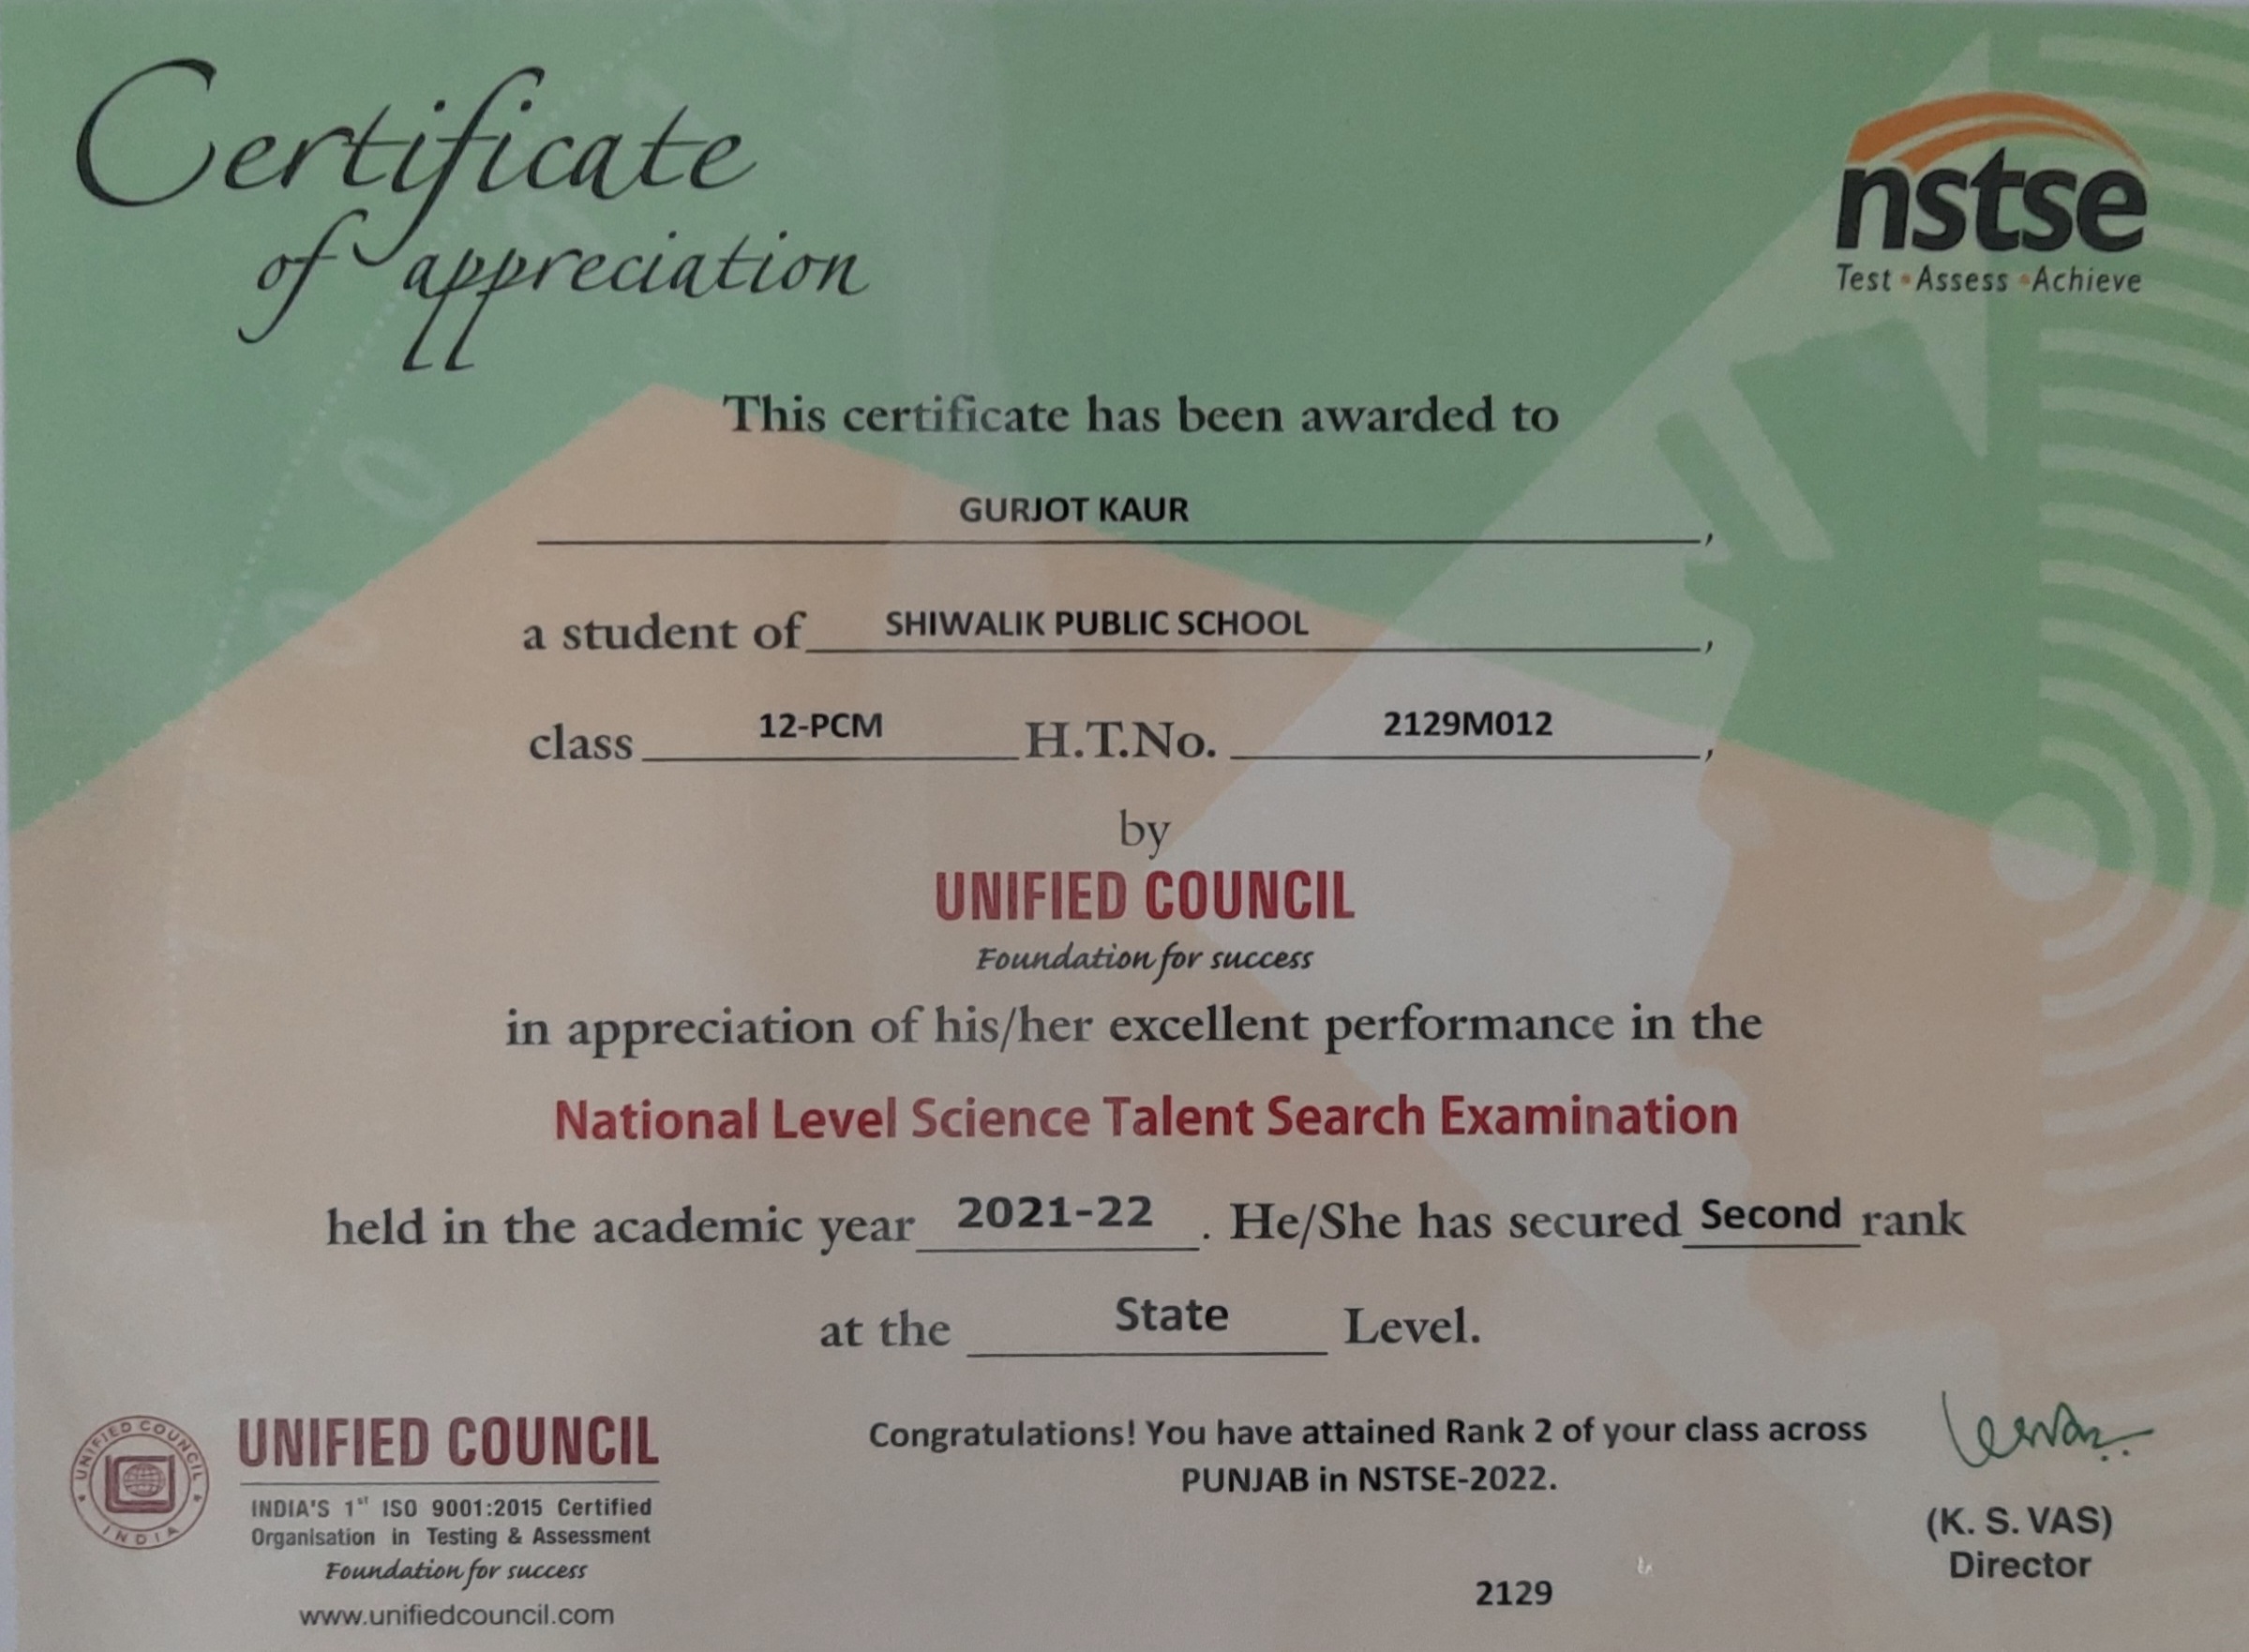 Certificate
of appreciation
nstse
Test • Assess • Achieve
This certificate has been awarded to
GURJOT KAUR,
a student of SHIWALIK PUBLIC SCHOOL,
class 12-PCM H.T.No. 2129M012,
by
UNIFIED COUNCIL
Foundation for success
in appreciation of his/her excellent performance in the
National Level Science Talent Search Examination
held in the academic year 2021-22. He/She has secured Second rank
at the State Level.
UNIFIED COUNCIL
INDIA
UNIFIED COUNCIL
INDIA'S 1st ISO 9001:2015 Certified
Organisation in Testing & Assessment
Foundation for success
www.unifiedcouncil.com
Congratulations! You have attained Rank 2 of your class across
PUNJAB in NSTSE-2022.
2129
(K. S. VAS)
Director